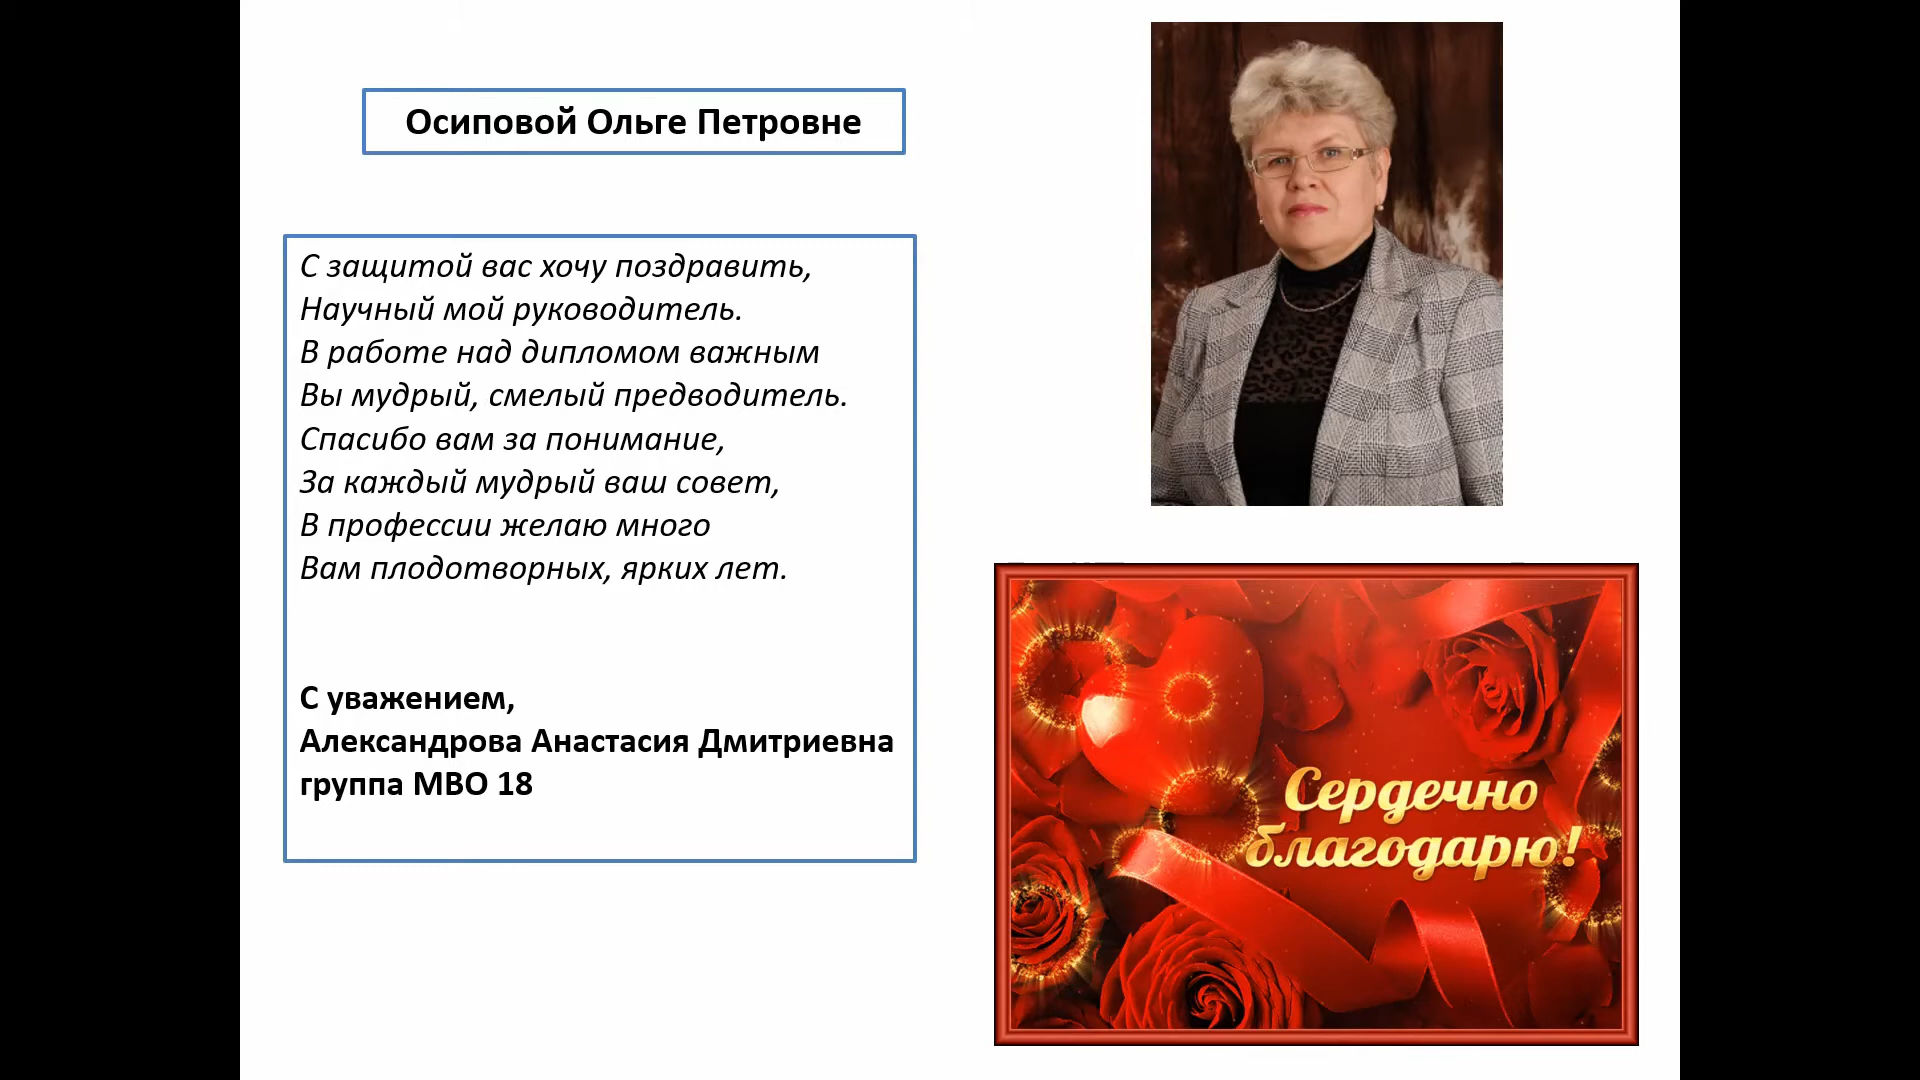 Осиповой Ольге Петровне
С защитой вас хочу поздравить,
Научный мой руководитель.
В работе над дипломом важным
Вы мудрый, смелый предводитель.
Спасибо вам за понимание,
За каждый мудрый ваш совет,
В профессии желаю много
Вам плодотворных, ярких лет.
С уважением,
Александрова Анастасия Дмитриевна
группа МВО 18
Сердечно
благодарю!